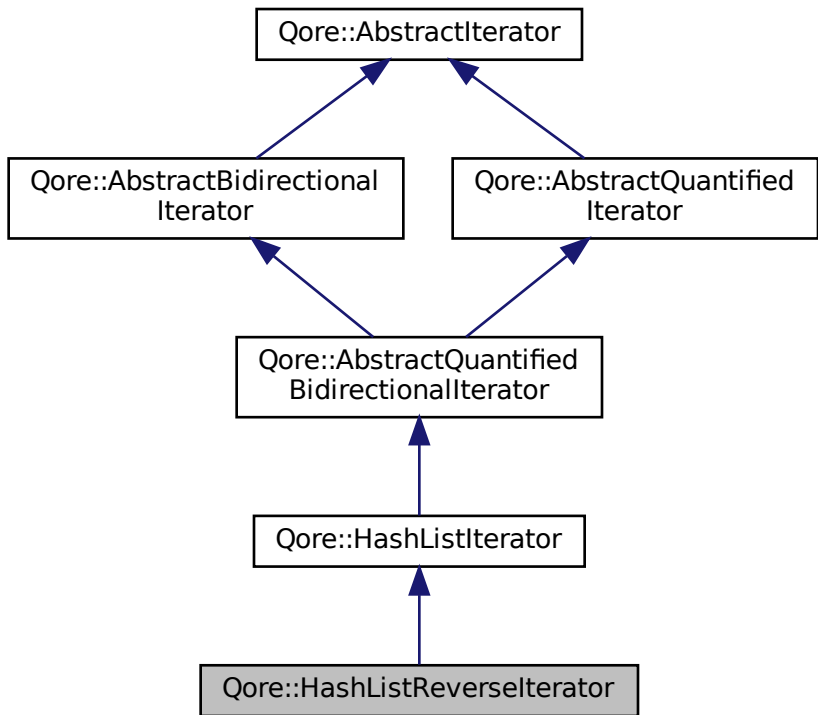 Qore::AbstractIterator
Qore::AbstractBidirectional
Iterator
Qore::AbstractQuantified
Iterator
Qore::AbstractQuantified
BidirectionalIterator
Qore::HashListIterator
Qore::HashListReverseIterator